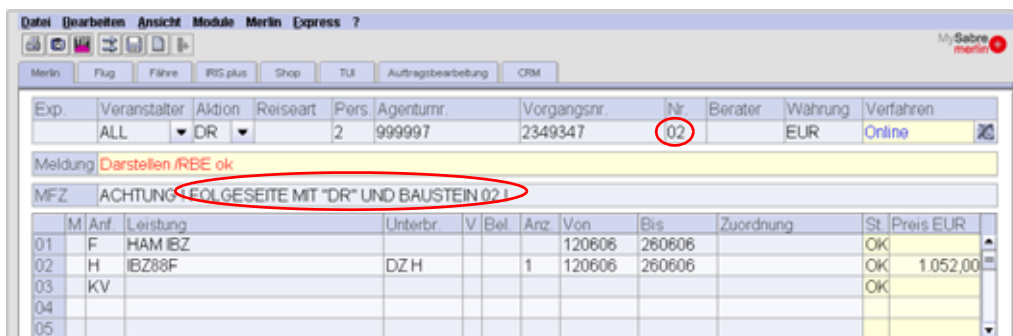 Datei Bearbeiten Ansicht Module Merlin Express ?
MySabre
merlin
Merlin Flug Fähre IRIS.plus Shop TUI Auftragsbearbeitung CRM
Exp. Veranstalter Aktion Reiseart Pers. Agenturnr. Vorgangsnr. Nr. Berater Währung Verfahren
ALL DR 2 999997 2349347 02 EUR Online
Meldung Darstellen /RBE ok
MFZ ACHTUNG ! FOLGESEITE MIT "DR" UND BAUSTEIN 02 !
M Anf. Leistung Unterbr. V Bel. Anz. Von Bis Zuordnung St. Preis EUR
01 F HAM IBZ 120606 260606 OK
02 H IBZ88F DZ H 1 120606 260606 OK 1.052,00
03 KV OK
04
05